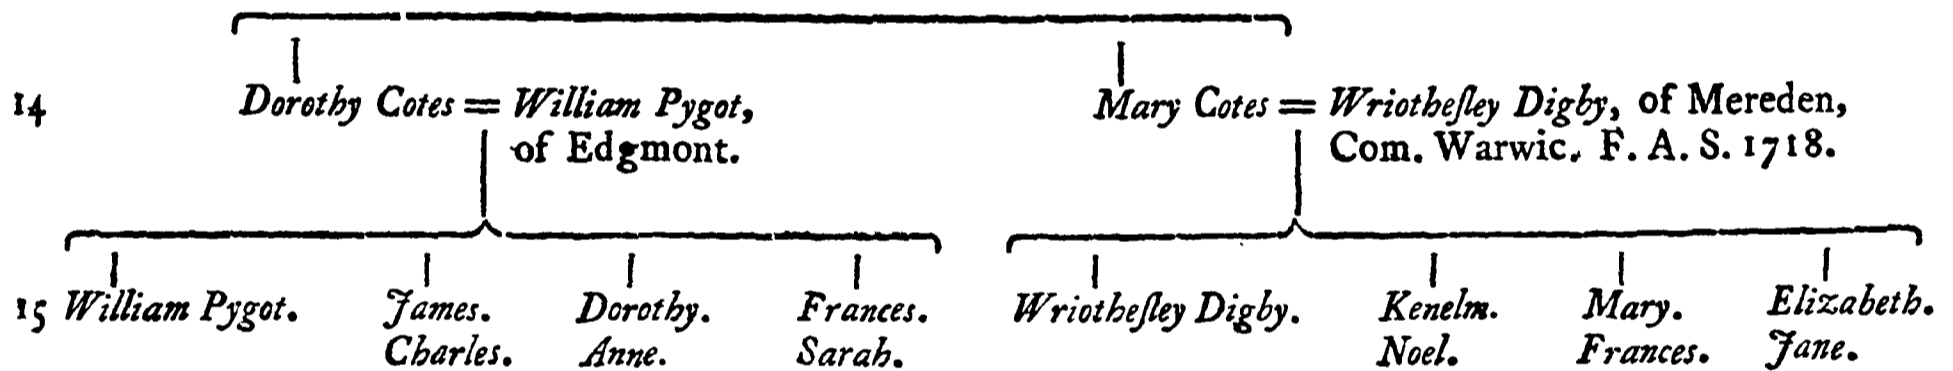 14 Dorothy Cotes = William Pygot, Mary Cotes = Wriotheſley Digby, of Mereden,
of Edgmont. Com. Warwic. F. A. S. 1718.
15 William Pygot. James. Dorothy. Frances. Wriotheſley Digby. Kenelm. Mary. Elizabeth.
Charles. Anne. Sarah. Noel. Frances. Jane.